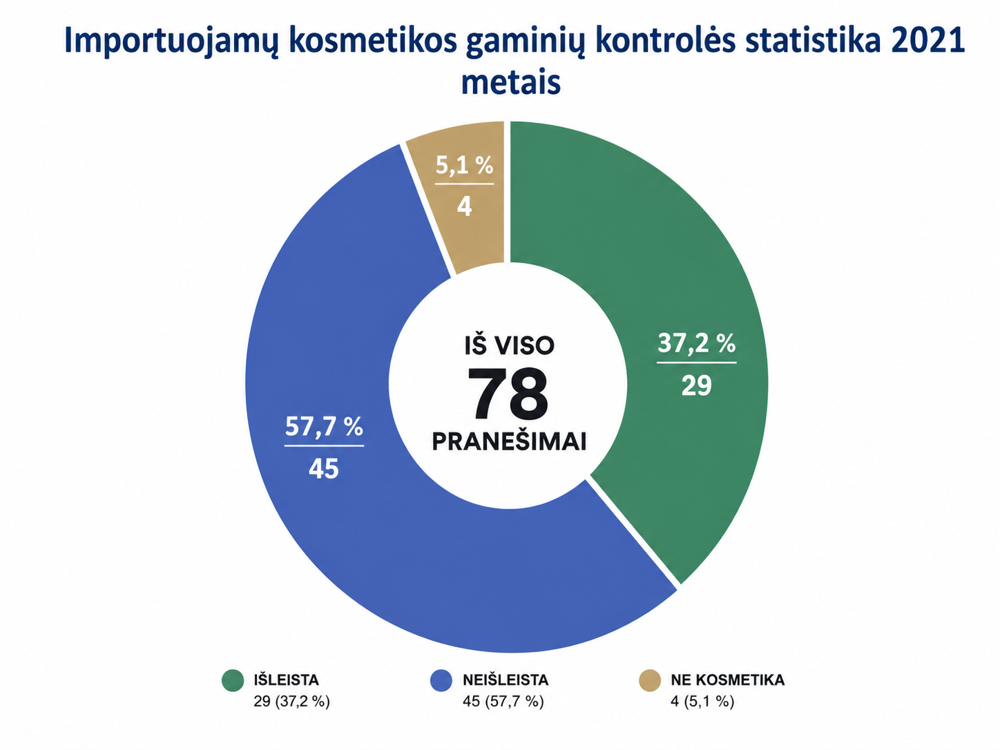 Importuojamų kosmetikos gaminių kontrolės statistika 2021
metais
5,1 %
4
37,2 %
29
IŠ VISO
78
PRANEŠIMAI
57,7 %
45
IŠLEISTA
29 (37,2 %)
NEIŠLEISTA
45 (57,7 %)
NE KOSMETIKA
4 (5,1 %)